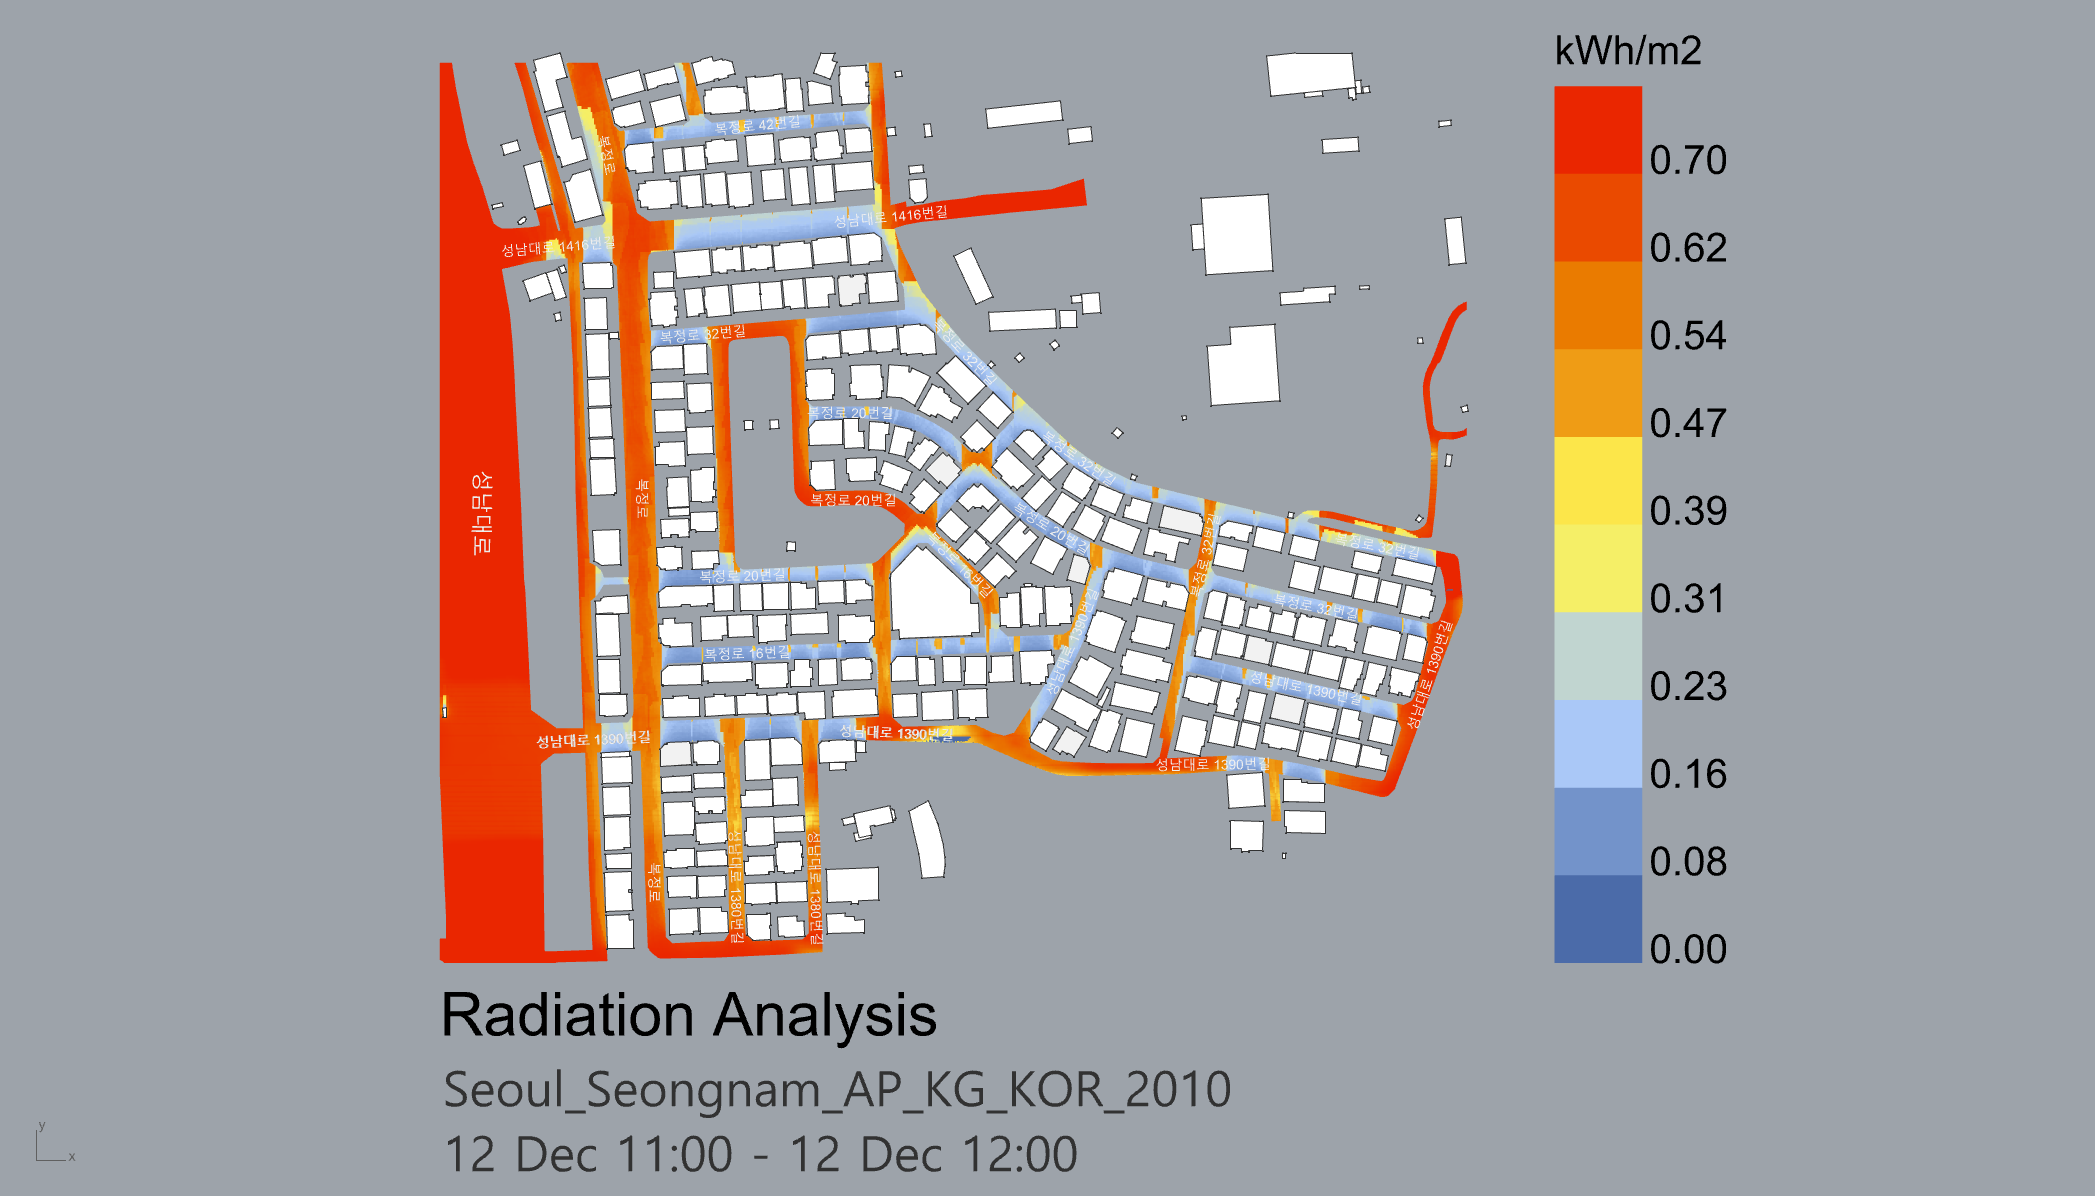 kWh/m2
0.70
0.62
0.54
0.47
0.39
0.31
0.23
0.16
0.08
0.00
복정로 42번길
복정로
성남대로 1416번길
성남대로 1416번길
복정로 32번길
복정로 32번길
복정로 20번길
복정로 32번길
성남대로
복정로
복정로 20번길
복정로 20번길
복정로 32번길
복정로 32번길
복정로 16번길
복정로 20번길
성남대로 1390번길
복정로 32번길
복정로 16번길
성남대로 1390번길
성남대로 1390번길
성남대로 1390번길
성남대로 1390번길
성남대로 1390번길
복정로
성남대로 1380번길
성남대로 1380번길
Radiation Analysis
Seoul_Seongnam_AP_KG_KOR_2010
12 Dec 11:00 - 12 Dec 12:00
y
x